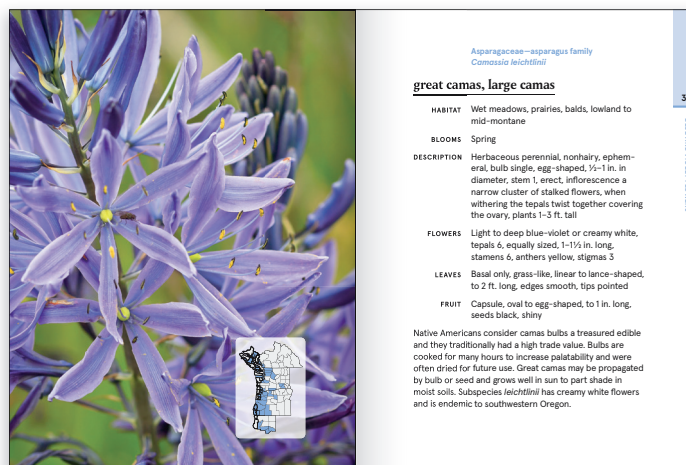 Asparagaceae—asparagus family
Camassia leichtlinii
great camas, large camas
HABITAT Wet meadows, prairies, balds, lowland to
mid-montane
BLOOMS Spring
DESCRIPTION Herbaceous perennial, nonhairy, ephem-
eral, bulb single, egg-shaped, ½–1 in. in
diameter, stem 1, erect, inflorescence a
narrow cluster of stalked flowers, when
withering the tepals twist together covering
the ovary, plants 1–3 ft. tall
FLOWERS Light to deep blue-violet or creamy white,
tepals 6, equally sized, 1–1½ in. long,
stamens 6, anthers yellow, stigmas 3
LEAVES Basal only, grass-like, linear to lance-shaped,
to 2 ft. long, edges smooth, tips pointed
FRUIT Capsule, oval to egg-shaped, to 1 in. long,
seeds black, shiny
Native Americans consider camas bulbs a treasured edible
and they traditionally had a high trade value. Bulbs are
cooked for many hours to increase palatability and were
often dried for future use. Great camas may be propagated
by bulb or seed and grows well in sun to part shade in
moist soils. Subspecies leichtlinii has creamy white flowers
and is endemic to southwestern Oregon.